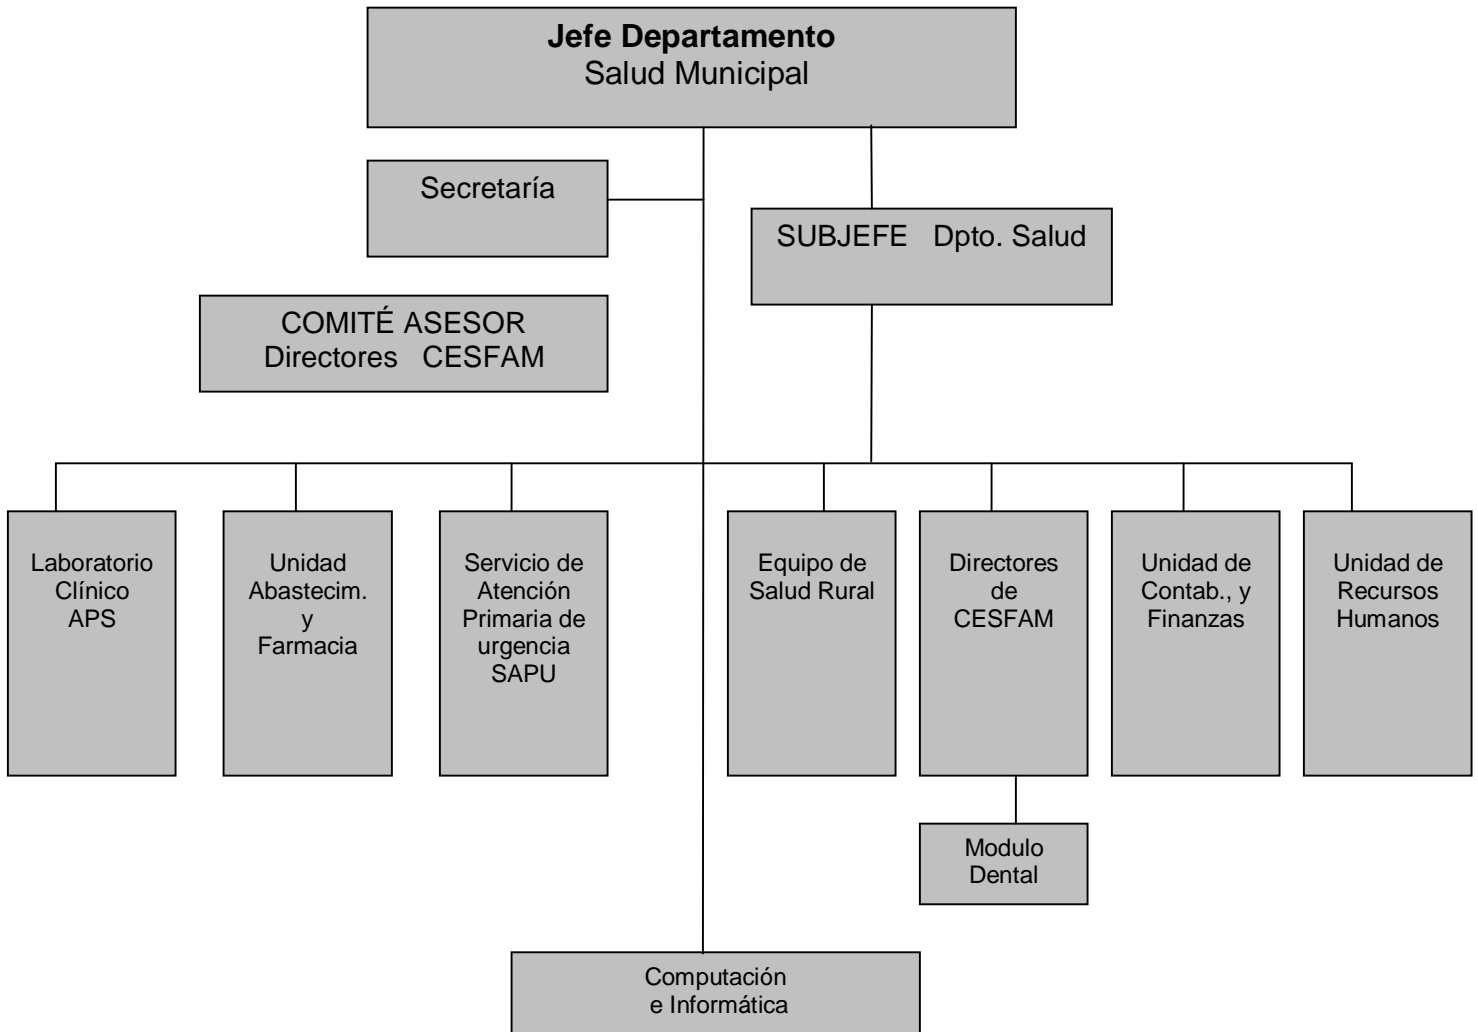 Jefe Departamento
Salud Municipal
Secretaría
SUBJEFE Dpto. Salud
COMITÉ ASESOR
Directores CESFAM
Laboratorio
Clínico
APS
Unidad
Abastecim.
y
Farmacia
Servicio de
Atención
Primaria de
urgencia
SAPU
Equipo de
Salud Rural
Directores
de
CESFAM
Unidad de
Contab., y
Finanzas
Unidad de
Recursos
Humanos
Modulo
Dental
Computación
e Informática